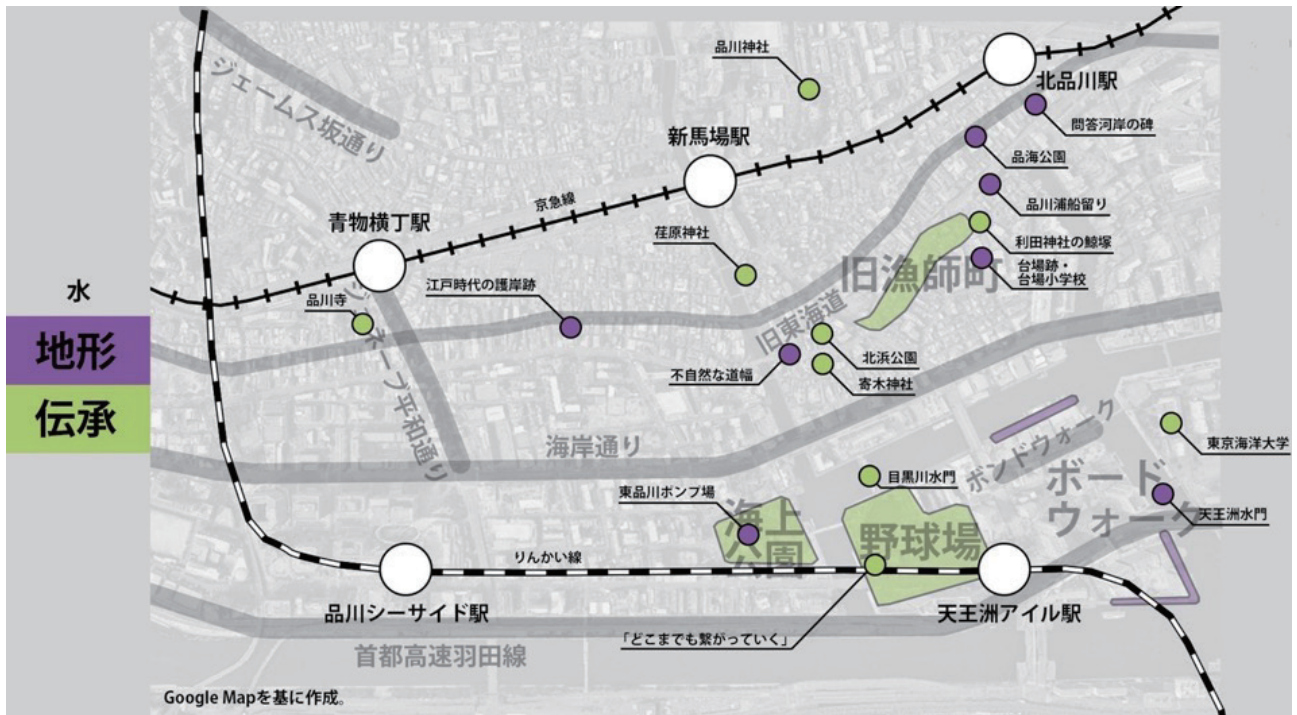 品川神社
北品川駅
ジェームス坂通り
問答河岸の碑
新馬場駅
品海公園
京急線
品川浦船留り
青物横丁駅
荏原神社
利田神社の鯨塚
旧漁師町
台場跡・
台場小学校
水
江戸時代の護岸跡
品川寺
地形
ジュネーブ平和通り
旧東海道
北浜公園
不自然な道幅
寄木神社
伝承
海岸通り
ボンドウォーク
東京海洋大学
目黒川水門
ボード
ウォーク
東品川ポンプ場
海上
公園
野球場
天王洲水門
りんかい線
品川シーサイド駅
天王洲アイル駅
「どこまでも繋がっていく」
首都高速羽田線
Google Mapを基に作成。